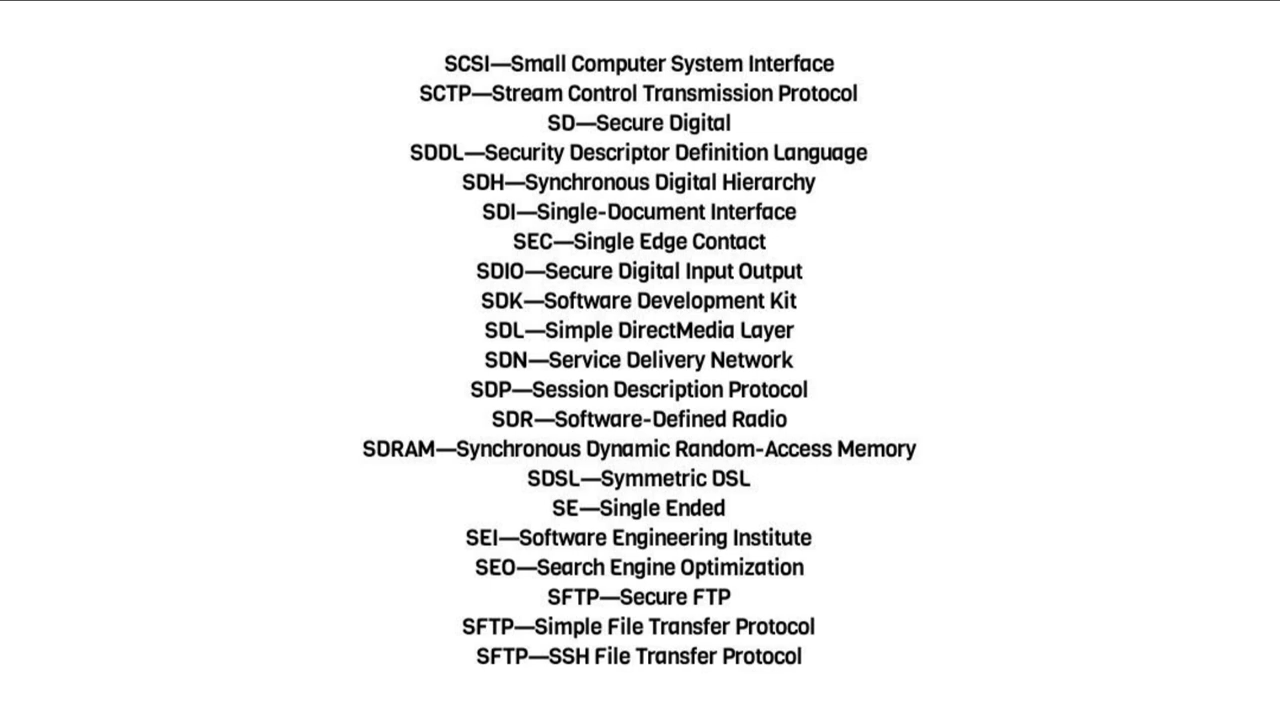 SCSI—Small Computer System Interface
SCTP—Stream Control Transmission Protocol
SD—Secure Digital
SDDL—Security Descriptor Definition Language
SDH—Synchronous Digital Hierarchy
SDI—Single-Document Interface
SEC—Single Edge Contact
SDIO—Secure Digital Input Output
SDK—Software Development Kit
SDL—Simple DirectMedia Layer
SDN—Service Delivery Network
SDP—Session Description Protocol
SDR—Software-Defined Radio
SDRAM—Synchronous Dynamic Random-Access Memory
SDSL—Symmetric DSL
SE—Single Ended
SEI—Software Engineering Institute
SEO—Search Engine Optimization
SFTP—Secure FTP
SFTP—Simple File Transfer Protocol
SFTP—SSH File Transfer Protocol